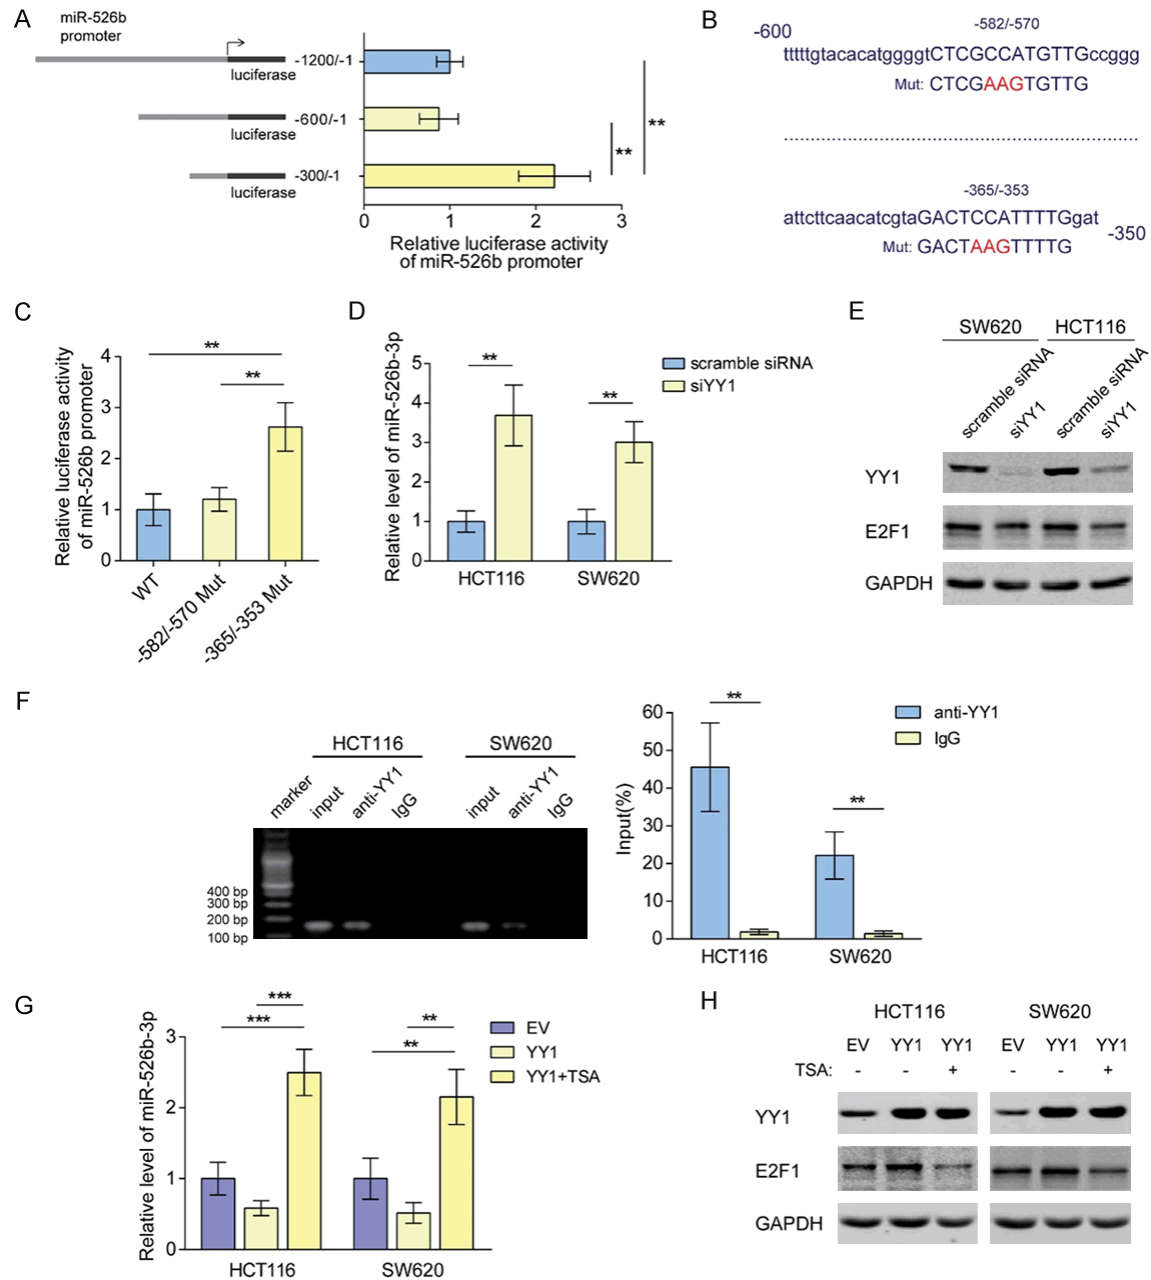 A
miR-526b
promoter
luciferase
-1200/-1
luciferase
-600/-1
luciferase
-300/-1
**
**
0
1
2
3
Relative luciferase activity
of miR-526b promoter
B
-600
-582/-570
tttttgtacacatggggtCTCGCCATGTTGccggg
Mut: CTCGAAGTGTTG
-365/-353
attcttcaacatcgtaGACTCCATTTTGgat
-350
Mut: GACTAAGTTTTG
C
Relative luciferase activity
of miR-526b promoter
4
3
2
1
0
**
**
WT
-582/-570 Mut
-365/-353 Mut
D
Relative level of miR-526b-3p
5
4
3
2
1
0
**
**
HCT116
SW620
scramble siRNA
siYY1
E
SW620
HCT116
scramble siRNA
siYY1
scramble siRNA
siYY1
YY1
E2F1
GAPDH
F
HCT116
SW620
marker
input
anti-YY1
IgG
input
anti-YY1
IgG
400 bp
300 bp
200 bp
100 bp
Input(%)
60
50
40
30
20
10
0
**
**
HCT116
SW620
anti-YY1
IgG
G
Relative level of miR-526b-3p
3
2
1
0
***
***
**
**
HCT116
SW620
EV
YY1
YY1+TSA
H
HCT116
SW620
EV YY1 YY1 EV YY1 YY1
TSA: - - + - - +
YY1
E2F1
GAPDH